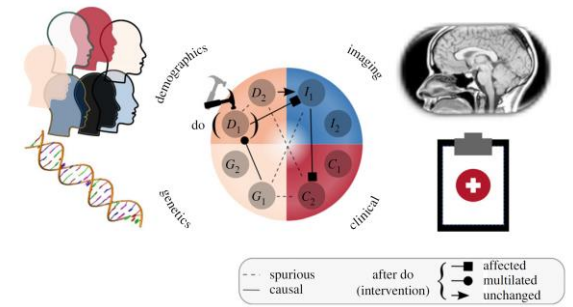 demographics
imaging
D2
I1
do ( D1 )
I2
G2
C1
G1
C2
genetics
clinical
spurious
causal
after do
(intervention)
affected
multilated
unchanged